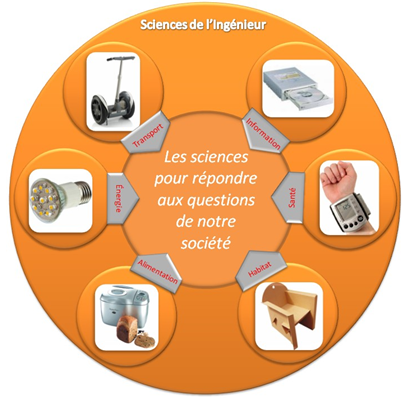 Sciences de l'Ingénieur
Transport
Information
Les sciences
pour répondre
aux questions
de notre
société
Énergie
Santé
Alimentation
Habitat